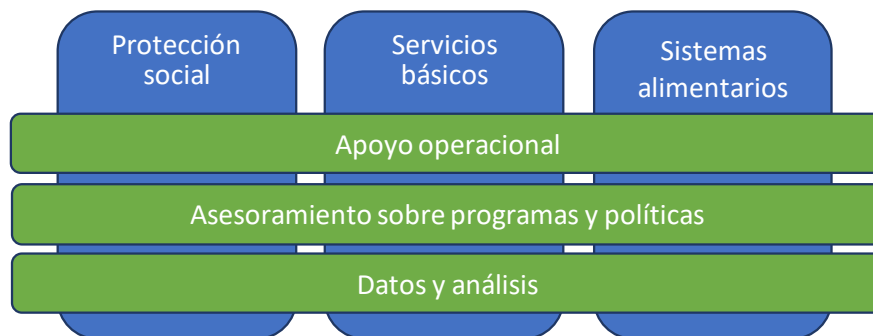 Protección
social
Servicios
básicos
Sistemas
alimentarios
Apoyo operacional
Asesoramiento sobre programas y políticas
Datos y análisis